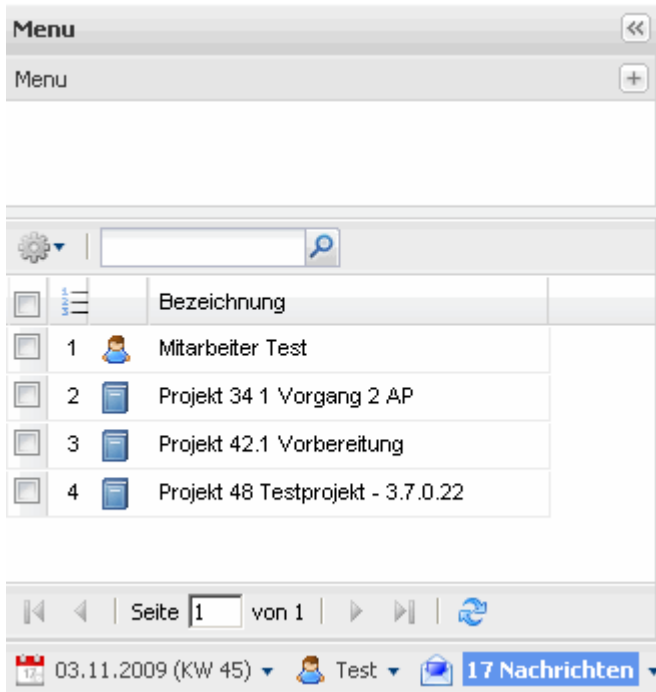 Menu
Menu
Bezeichnung
1 Mitarbeiter Test
2 Projekt 34 1 Vorgang 2 AP
3 Projekt 42.1 Vorbereitung
4 Projekt 48 Testprojekt - 3.7.0.22
Seite 1 von 1
17 03.11.2009 (KW 45) Test 17 Nachrichten